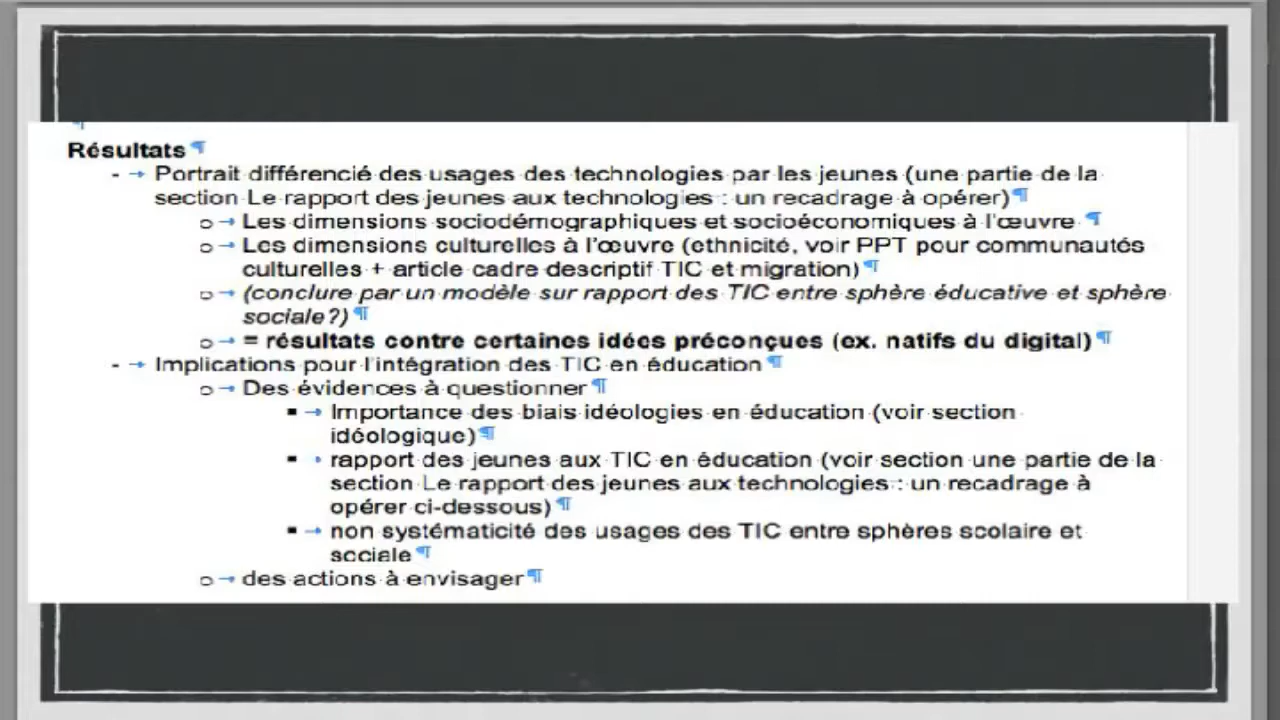 Résultats
- Portrait différencié des usages des technologies par les jeunes (une partie de la
section Le rapport des jeunes aux technologies : un recadrage à opérer)
o Les dimensions sociodémographiques et socioéconomiques à l'œuvre
o Les dimensions culturelles à l'œuvre (ethnicité, voir PPT pour communautés
culturelles + article cadre descriptif TIC et migration)
o (conclure par un modèle sur rapport des TIC entre sphère éducative et sphère
sociale?)
o = résultats contre certaines idées préconçues (ex. natifs du digital)
- Implications pour l'intégration des TIC en éducation
o Des évidences à questionner
▪ Importance des biais idéologies en éducation (voir section
idéologique)
▪ rapport des jeunes aux TIC en éducation (voir section une partie de la
section Le rapport des jeunes aux technologies : un recadrage à
opérer ci-dessous)
▪ non systématicité des usages des TIC entre sphères scolaire et
sociale
o des actions à envisager